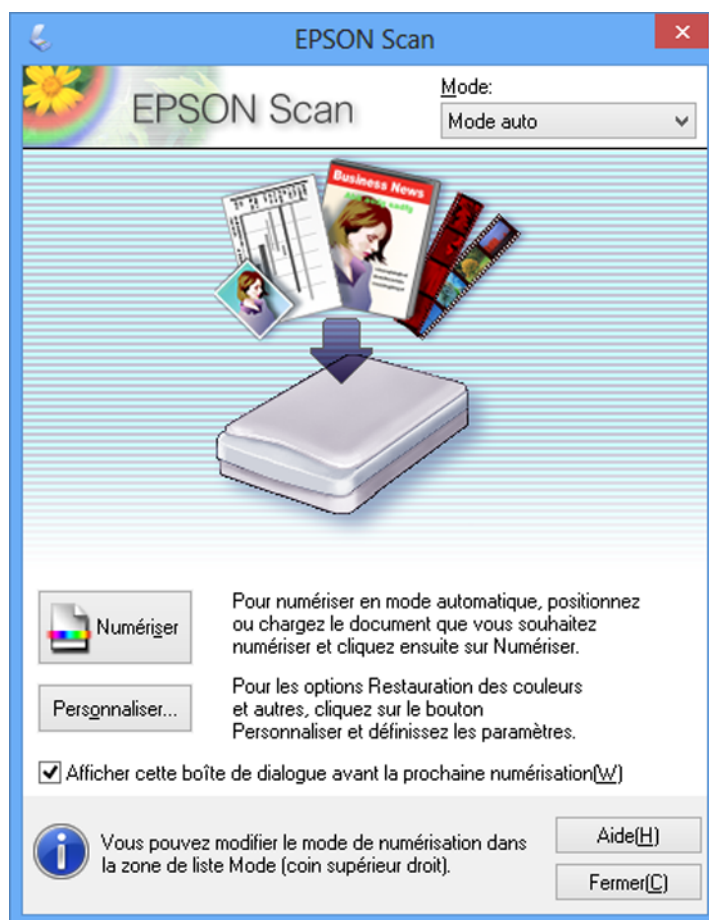 EPSON Scan
EPSON Scan
Mode:
Mode auto
Business News
Numériser
Pour numériser en mode automatique, positionnez
ou chargez le document que vous souhaitez
numériser et cliquez ensuite sur Numériser.
Personnaliser...
Pour les options Restauration des couleurs
et autres, cliquez sur le bouton
Personnaliser et définissez les paramètres.
Afficher cette boîte de dialogue avant la prochaine numérisation(W)
Vous pouvez modifier le mode de numérisation dans
la zone de liste Mode (coin supérieur droit).
Aide(H)
Fermer(C)